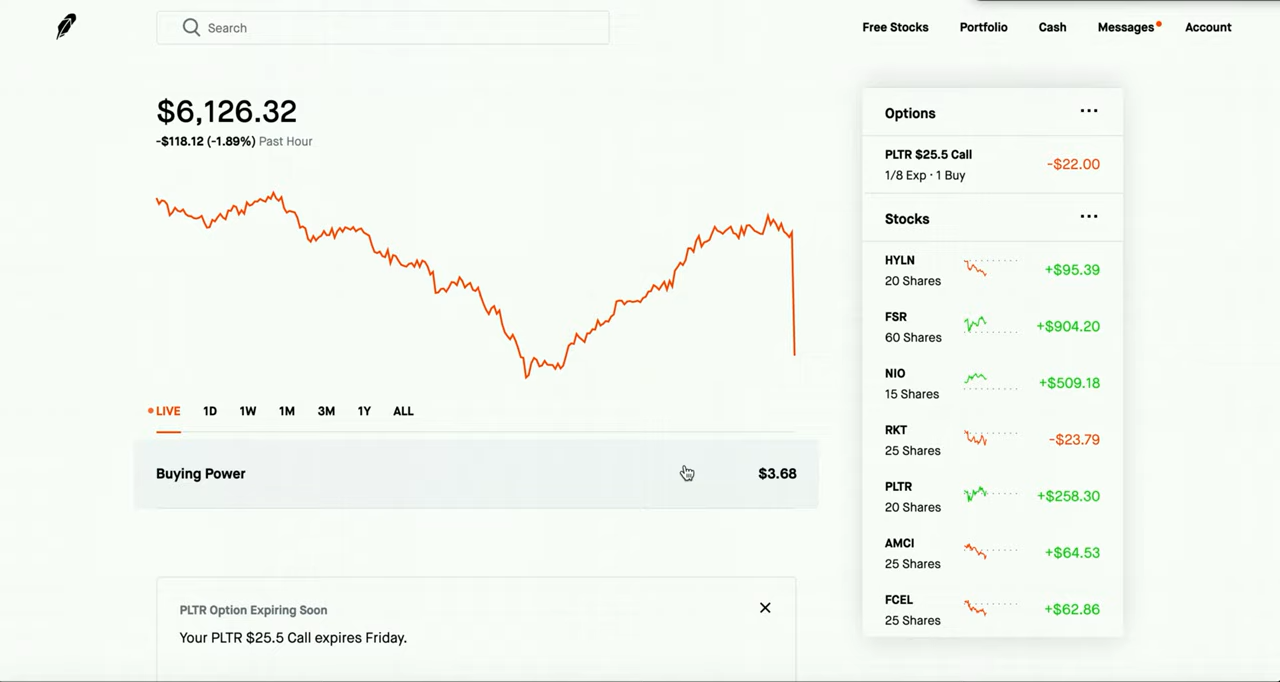 Search
Free Stocks
Portfolio
Cash
Messages
Account
$6,126.32
-$118.12 (-1.89%) Past Hour
LIVE
1D
1W
1M
3M
1Y
ALL
Buying Power
$3.68
PLTR Option Expiring Soon
Your PLTR $25.5 Call expires Friday.
Options
PLTR $25.5 Call
-$22.00
1/8 Exp · 1 Buy
Stocks
HYLN
+$95.39
20 Shares
FSR
+$904.20
60 Shares
NIO
+$509.18
15 Shares
RKT
-$23.79
25 Shares
PLTR
+$258.30
20 Shares
AMCI
+$64.53
25 Shares
FCEL
+$62.86
25 Shares